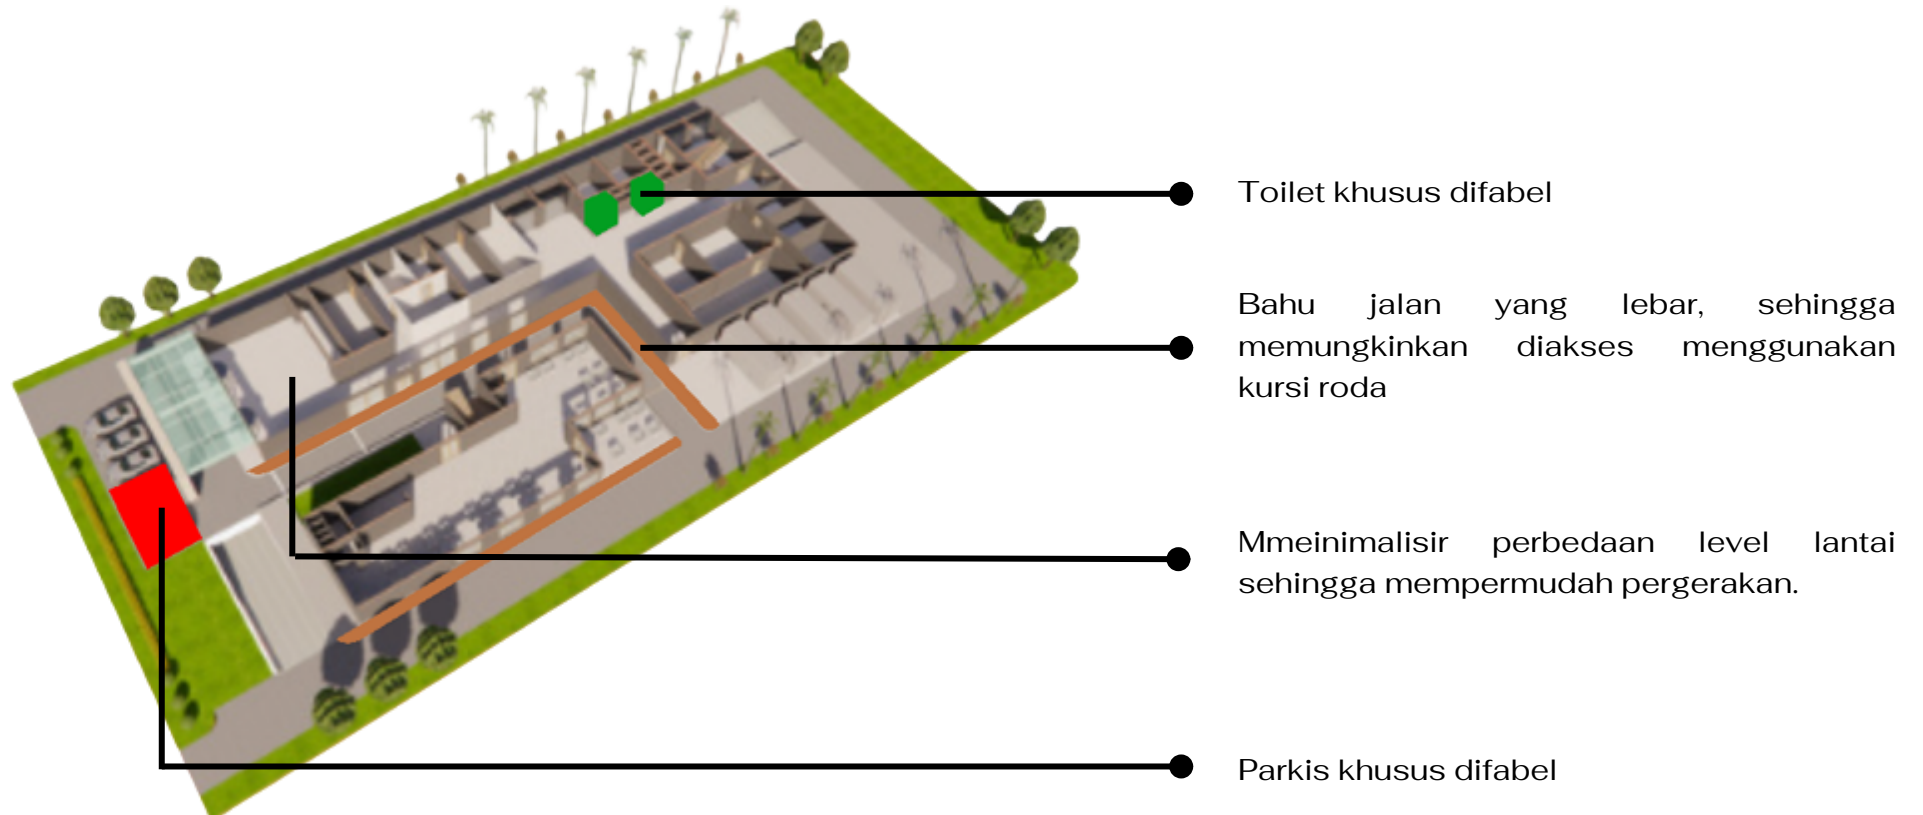 Toilet khusus difabel
Bahu jalan yang lebar, sehingga
memungkinkan diakses menggunakan
kursi roda
Mmeinimalisir perbedaan level lantai
sehingga mempermudah pergerakan.
Parkis khusus difabel